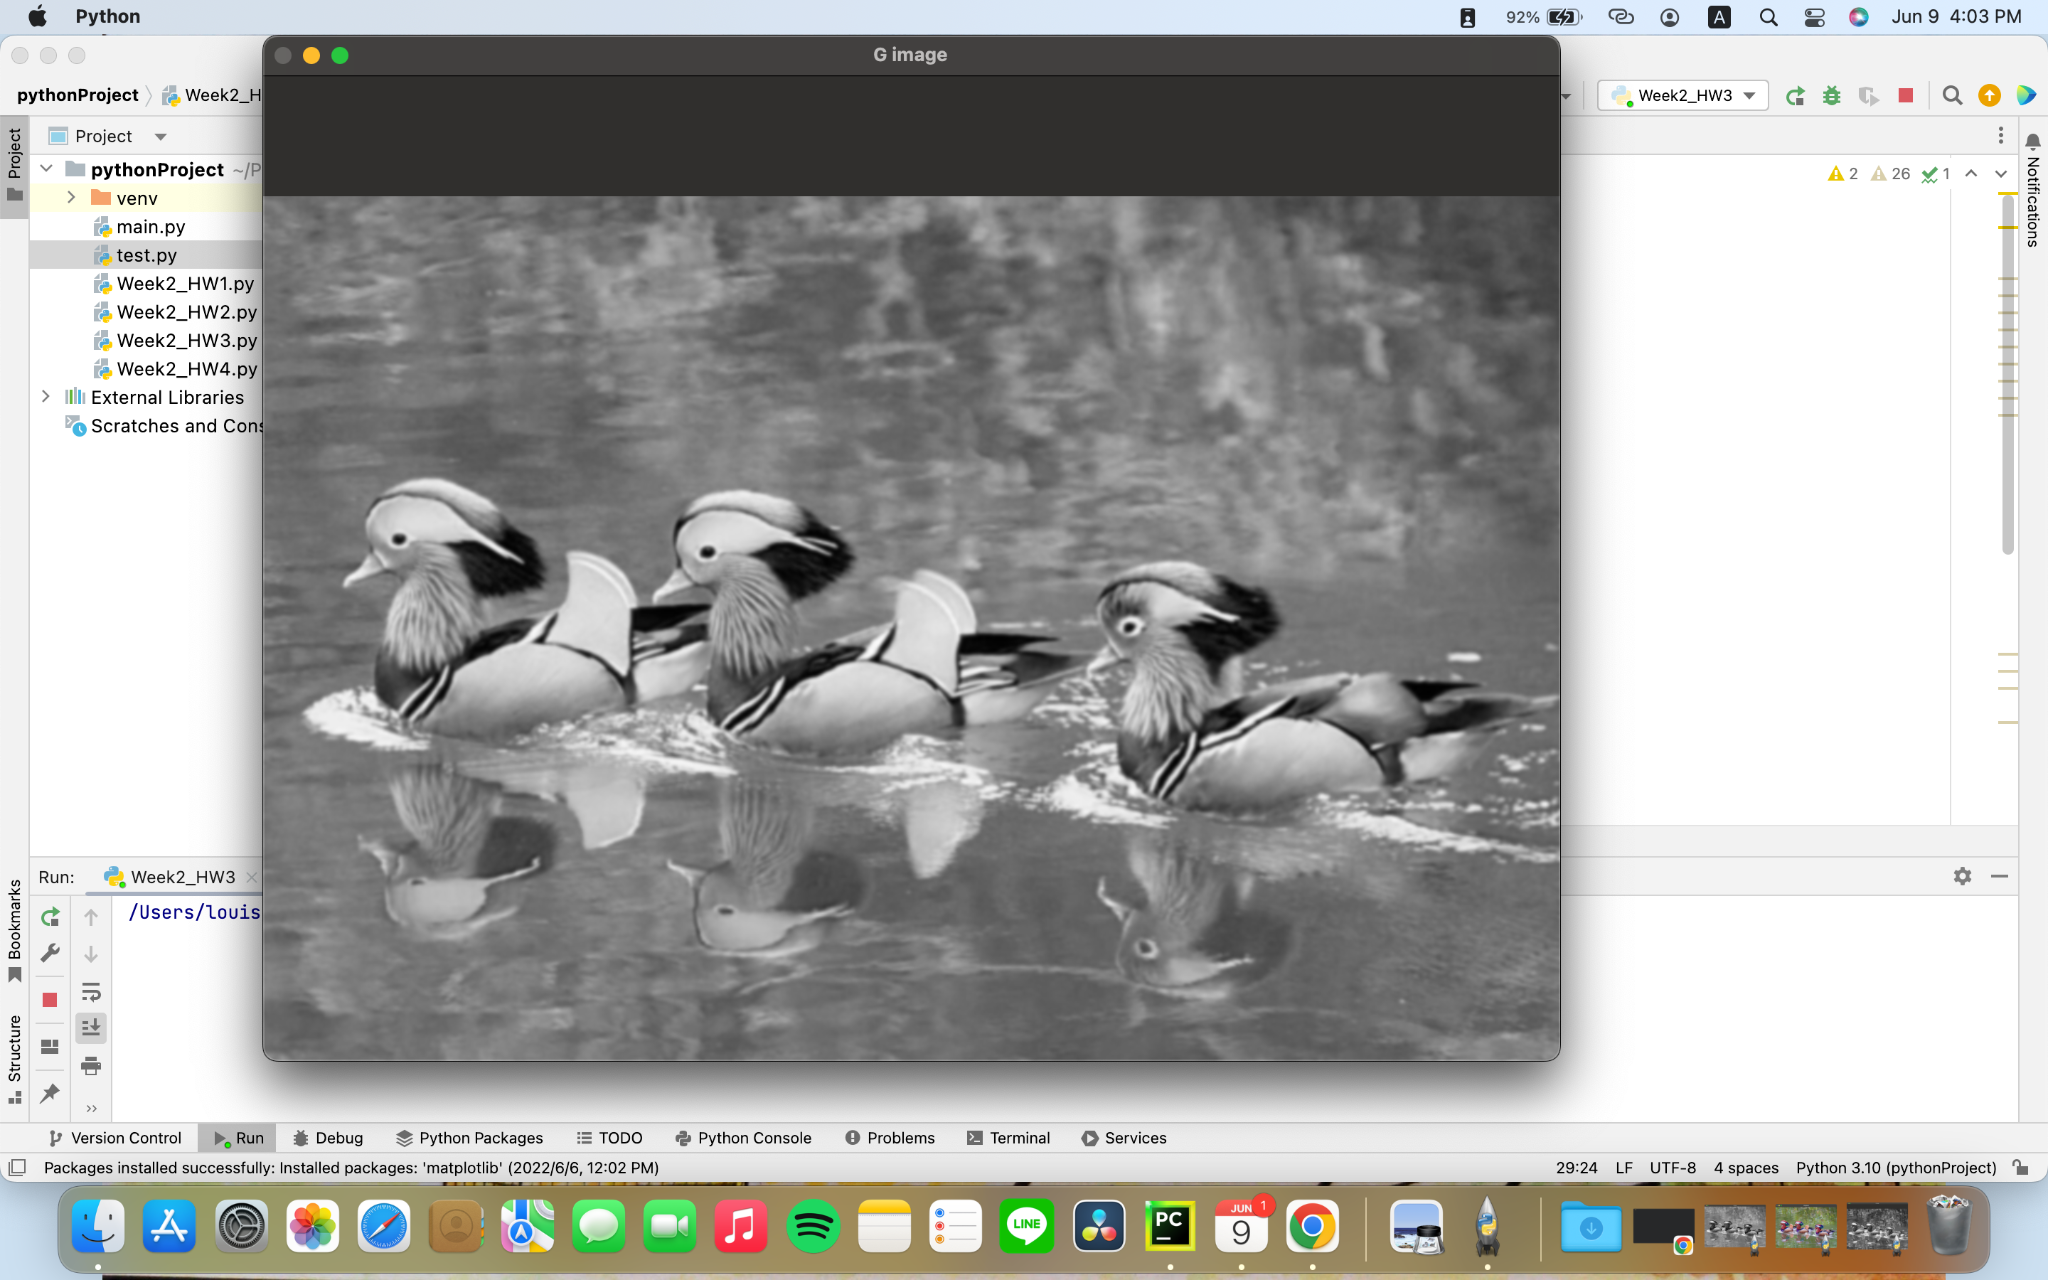 Python
92%
A
Jun 9 4:03 PM
G image
pythonProject
Week2_H
Week2_HW3
Project
Project
pythonProject ~/P
venv
main.py
test.py
Week2_HW1.py
Week2_HW2.py
Week2_HW3.py
Week2_HW4.py
External Libraries
Scratches and Cons
2 26 1
Notifications
Run: Week2_HW3
/Users/louis
Bookmarks
Structure
Version Control Run Debug Python Packages TODO Python Console Problems Terminal Services
Packages installed successfully: Installed packages: 'matplotlib' (2022/6/6, 12:02 PM)
29:24 LF UTF-8 4 spaces Python 3.10 (pythonProject)
LINE
PC
JUN
9
1